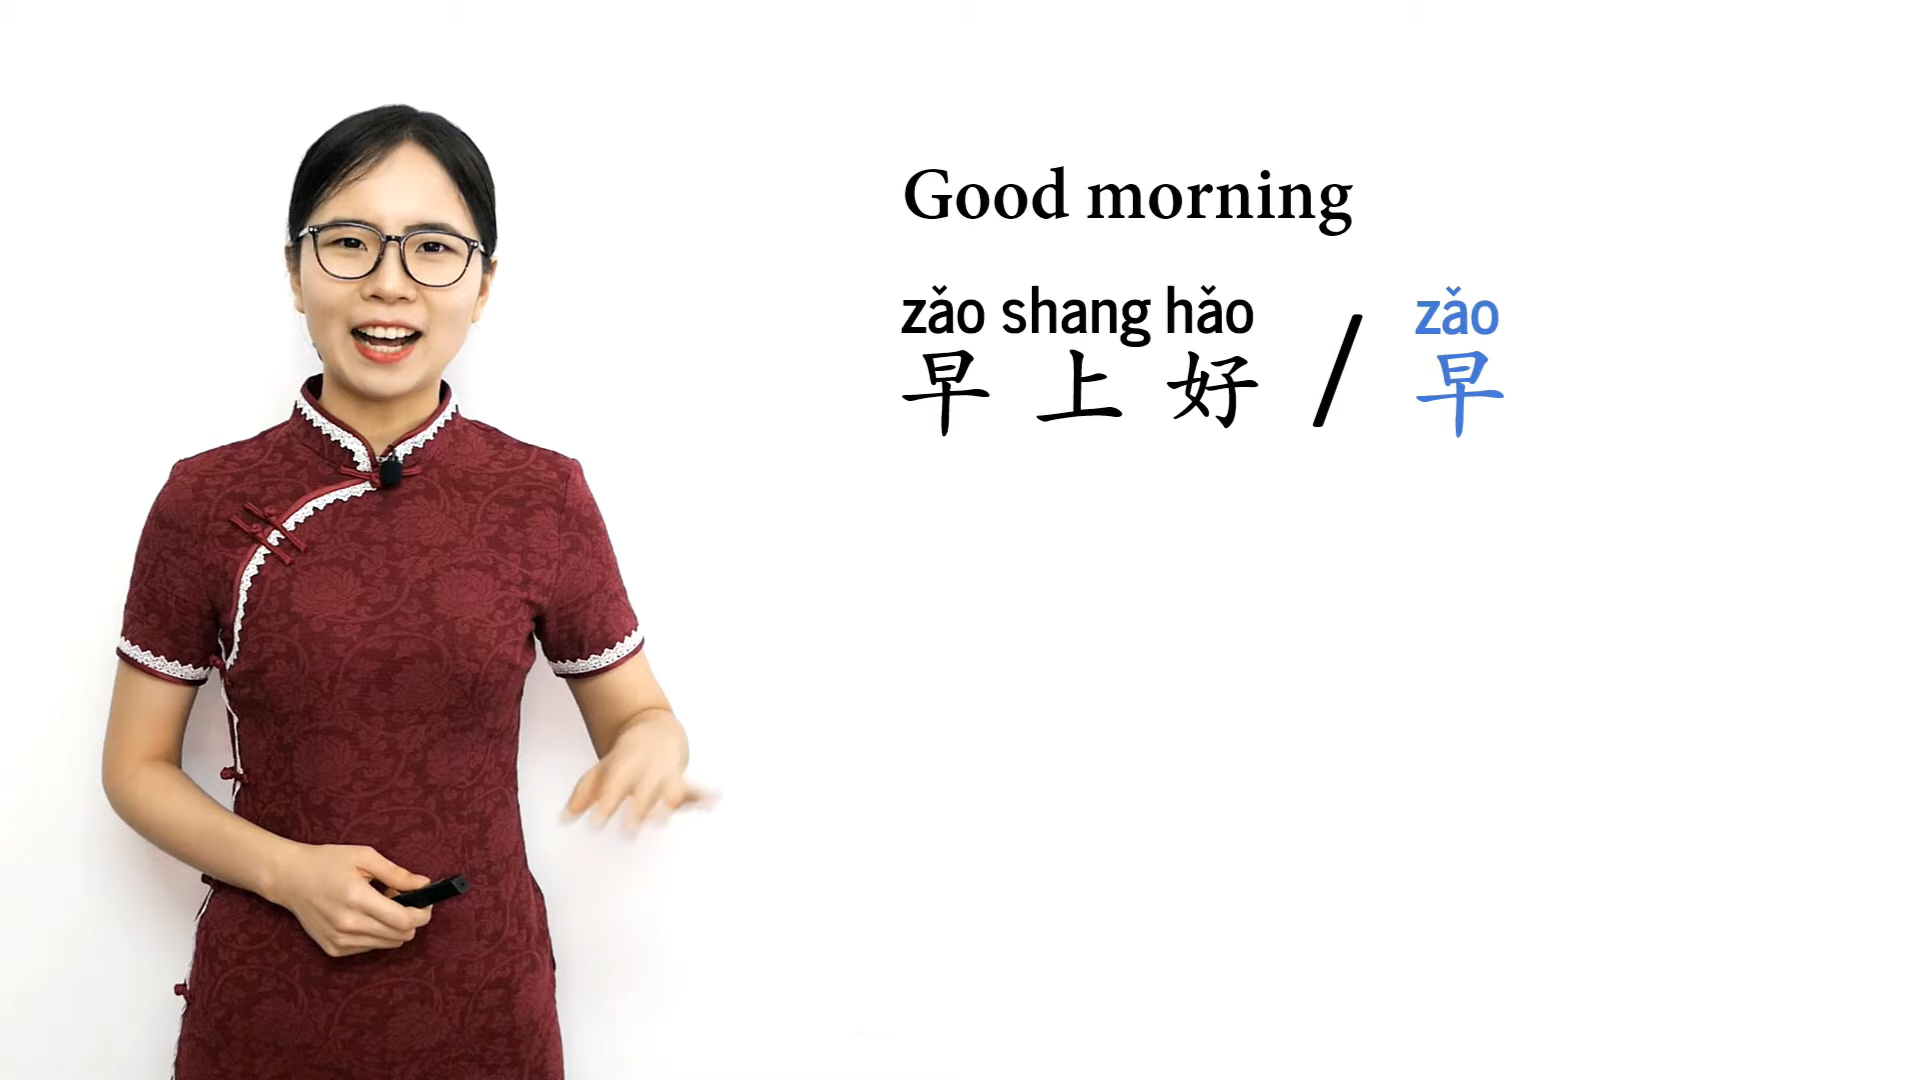 Good morning
zǎo shang hǎo / zǎo
早 上 好 / 早